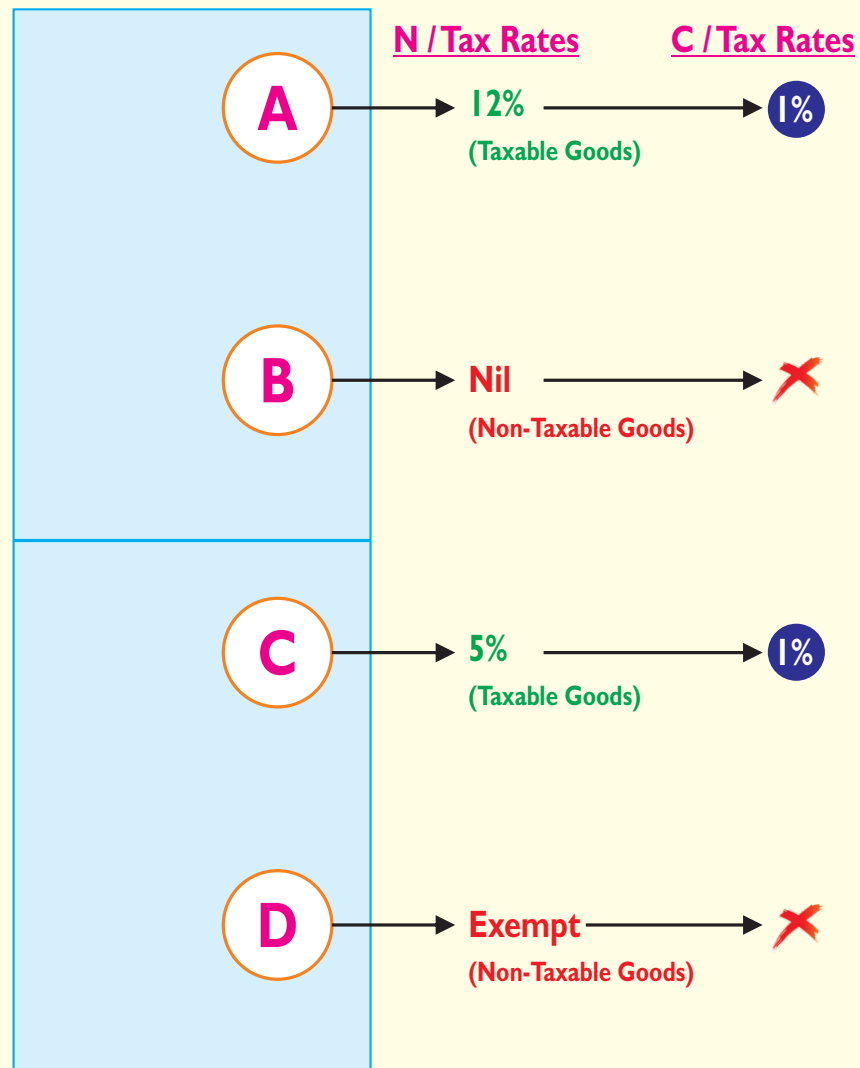 N / Tax Rates C / Tax Rates
A 12% 1%
(Taxable Goods)
B Nil
(Non-Taxable Goods)
C 5% 1%
(Taxable Goods)
D Exempt
(Non-Taxable Goods)